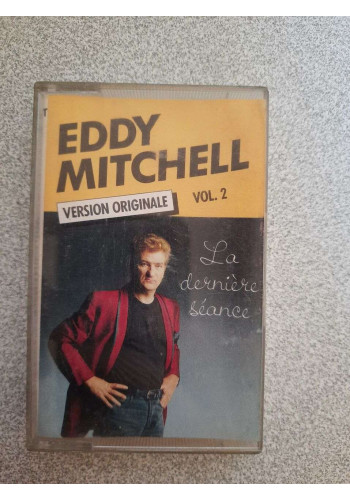 EDDY
MITCHELL
VERSION ORIGINALE
VOL. 2
La
dernière
séance